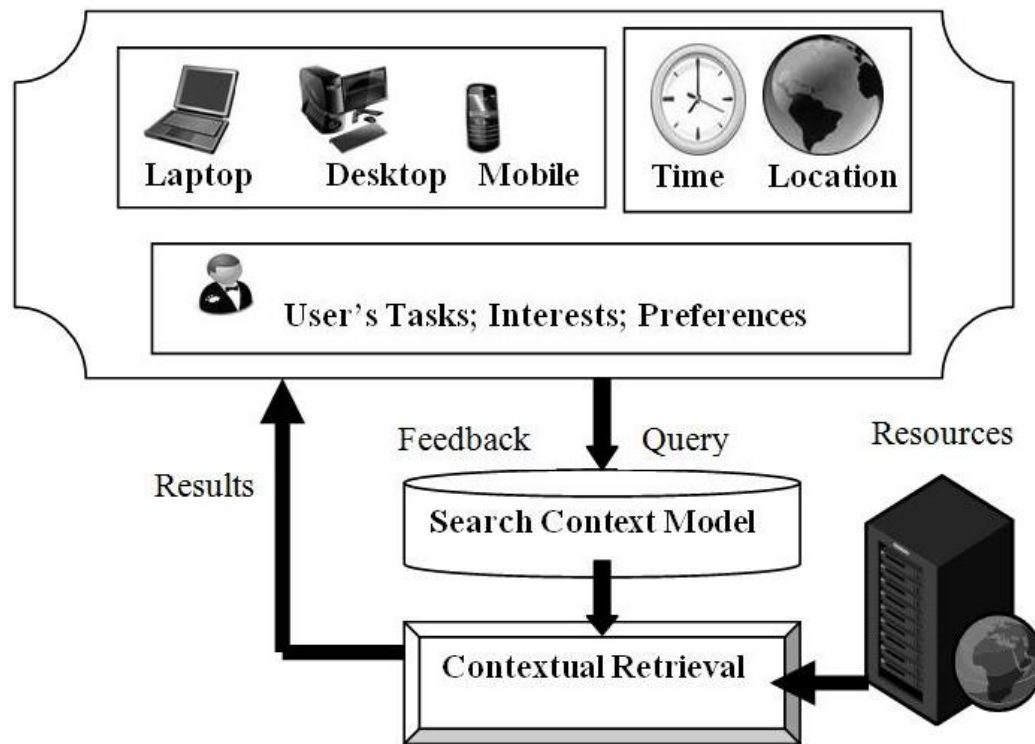 Laptop Desktop Mobile
Time Location
User's Tasks; Interests; Preferences
Feedback Query
Resources
Results
Search Context Model
Contextual Retrieval